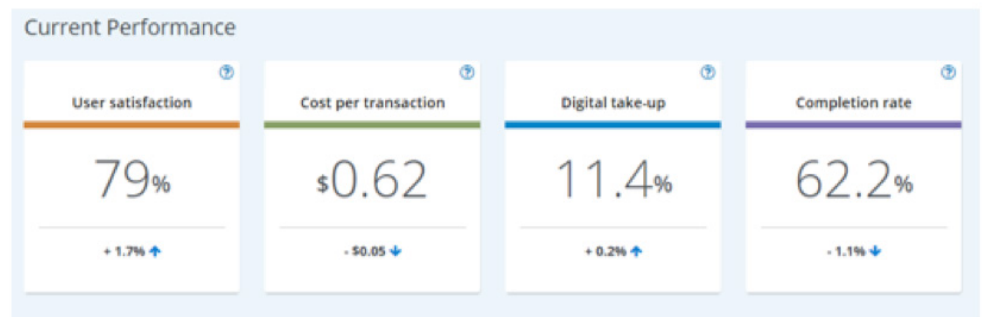 Current Performance
User satisfaction
79%
+ 1.7%
Cost per transaction
$0.62
- $0.05
Digital take-up
11.4%
+ 0.2%
Completion rate
62.2%
- 1.1%